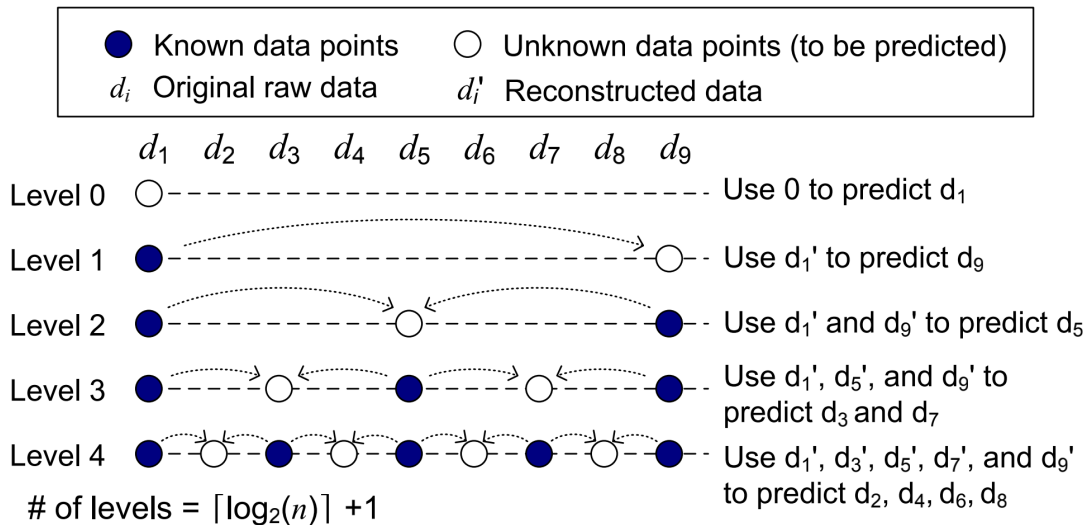 Known data points Unknown data points (to be predicted)
dᵢ Original raw data dᵢ' Reconstructed data
d₁ d₂ d₃ d₄ d₅ d₆ d₇ d₈ d₉
Level 0 Use 0 to predict d₁
Level 1 Use d₁' to predict d₉
Level 2 Use d₁' and d₉' to predict d₅
Level 3 Use d₁', d₅', and d₉' to
predict d₃ and d₇
Level 4 Use d₁', d₃', d₅', d₇', and d₉'
to predict d₂, d₄, d₆, d₈
# of levels = ⌈log₂(n)⌉ +1